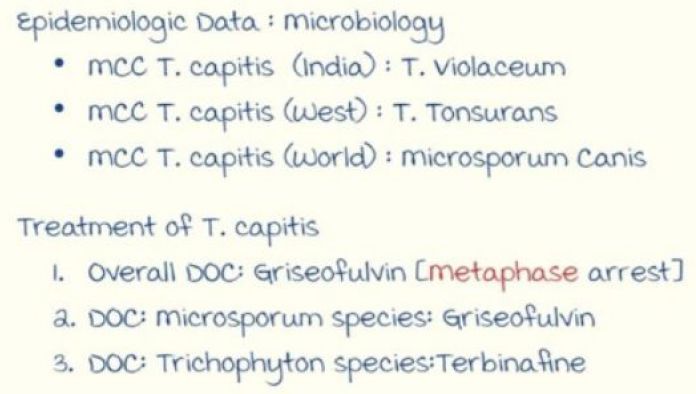 Epidemiologic Data : microbiology
• mCC T. capitis (India) : T. Violaceum
• mCC T. capitis (West) : T. Tonsurans
• mCC T. capitis (World) : microsporum Canis
Treatment of T. capitis
1. Overall DOC: Griseofulvin [metaphase arrest]
2. DOC: microsporum species: Griseofulvin
3. DOC: Trichophyton species:Terbinafine